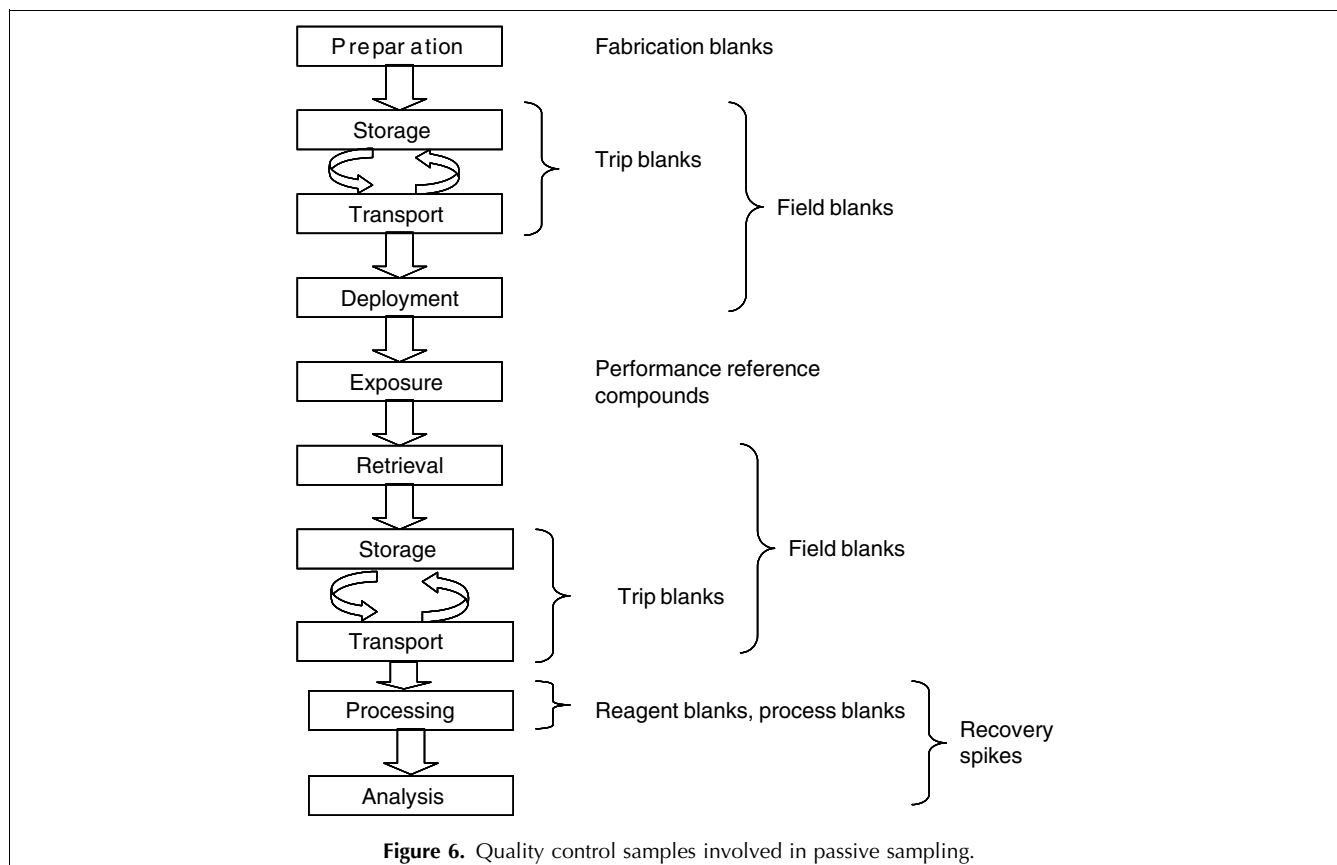 Preparation
Fabrication blanks
Storage
Trip blanks
Transport
Field blanks
Deployment
Exposure
Performance reference
compounds
Retrieval
Storage
Field blanks
Trip blanks
Transport
Processing
Reagent blanks, process blanks
Recovery
spikes
Analysis
Figure 6. Quality control samples involved in passive sampling.